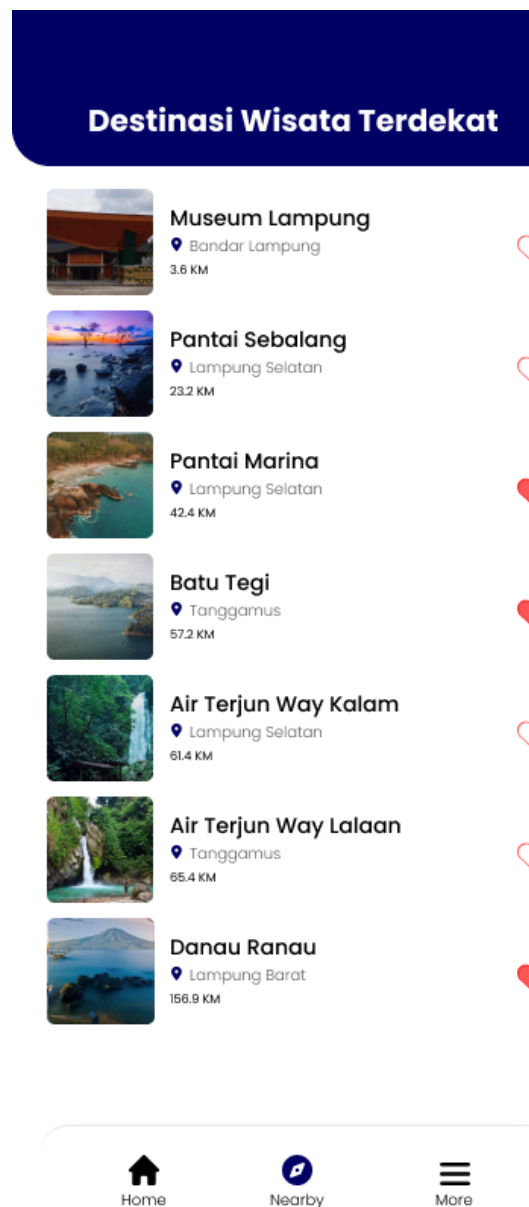 Destinasi Wisata Terdekat
Museum Lampung
Bandar Lampung
3.6 KM
Pantai Sebalang
Lampung Selatan
23.2 KM
Pantai Marina
Lampung Selatan
42.4 KM
Batu Tegi
Tanggamus
57.2 KM
Air Terjun Way Kalam
Lampung Selatan
61.4 KM
Air Terjun Way Lalaan
Tanggamus
65.4 KM
Danau Ranau
Lampung Barat
156.9 KM
Home Nearby More